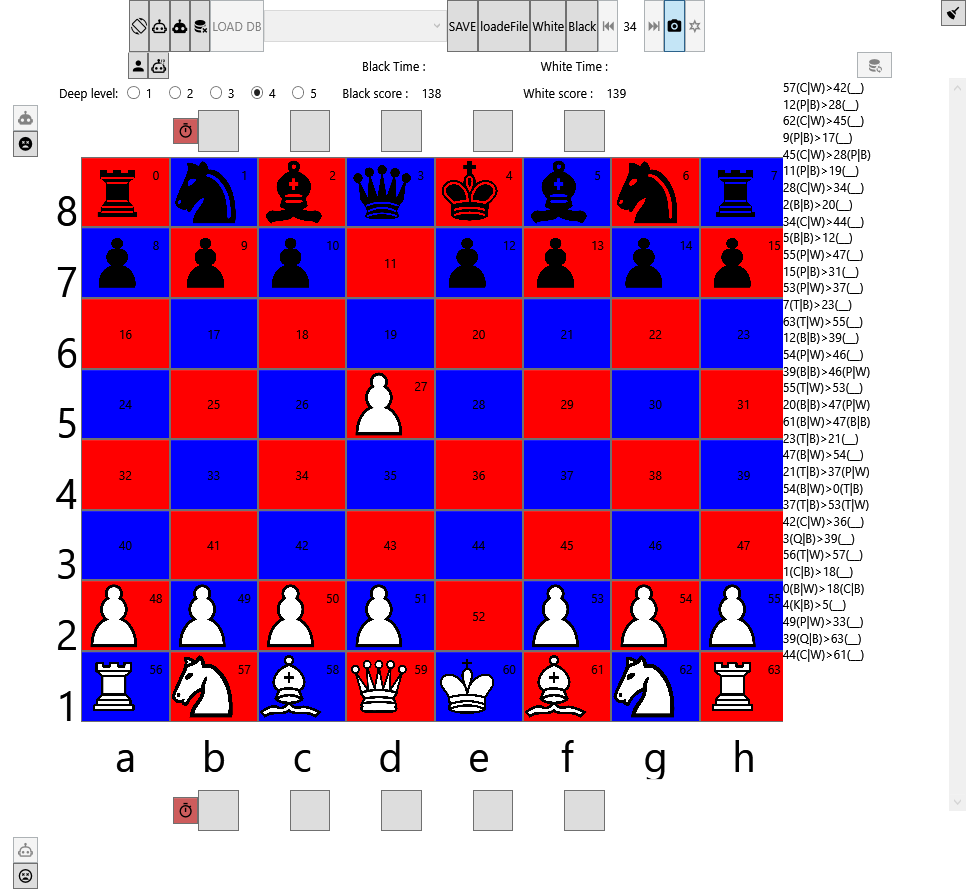 LOAD DB SAVE loadeFile White Black 34
Black Time : White Time :
Deep level: 1 2 3 4 5 Black score : 138 White score : 139
8 0 1 2 3 4 5 6 7
7 8 9 10 11 12 13 14 15
6 16 17 18 19 20 21 22 23
5 24 25 26 27 28 29 30 31
4 32 33 34 35 36 37 38 39
3 40 41 42 43 44 45 46 47
2 48 49 50 51 52 53 54 55
1 56 57 58 59 60 61 62 63
a b c d e f g h
57(C|W)>42(__)
12(P|B)>28(__)
62(C|W)>45(__)
9(P|B)>17(__)
45(C|W)>28(P|B)
11(P|B)>19(__)
28(C|W)>34(__)
2(B|B)>20(__)
34(C|W)>44(__)
5(B|B)>12(__)
55(P|W)>47(__)
15(P|B)>31(__)
53(P|W)>37(__)
7(T|B)>23(__)
63(T|W)>55(__)
12(B|B)>39(__)
54(P|W)>46(__)
39(B|B)>46(P|W)
55(T|W)>53(__)
20(B|B)>47(P|W)
61(B|W)>47(B|B)
23(T|B)>21(__)
47(B|W)>54(__)
21(T|B)>37(P|W)
54(B|W)>0(T|B)
37(T|B)>53(T|W)
42(C|W)>36(__)
3(Q|B)>39(__)
56(T|W)>57(__)
1(C|B)>18(__)
0(B|W)>18(C|B)
4(K|B)>5(__)
49(P|W)>33(__)
39(Q|B)>63(__)
44(C|W)>61(__)